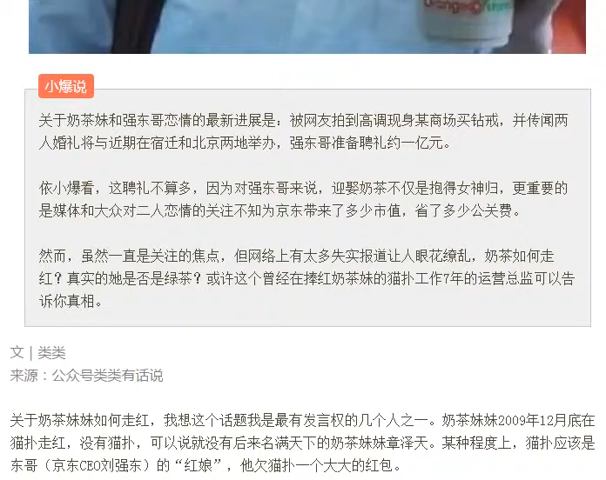 Orange
小爆说
关于奶茶妹和强东哥恋情的最新进展是：被网友拍到高调现身某商场买钻戒，并传闻两
人婚礼将与近期在宿迁和北京两地举办，强东哥准备聘礼约一亿元。
依小爆看，这聘礼不算多，因为对强东哥来说，迎娶奶茶不仅是抱得女神归，更重要的
是媒体和大众对二人恋情的关注不知为京东带来了多少市值，省了多少公关费。
然而，虽然一直是关注的焦点，但网络上有太多失实报道让人眼花缭乱，奶茶如何走
红？真实的她是否是绿茶？或许这个曾经在捧红奶茶妹的猫扑工作7年的运营总监可以告
诉你真相。
文 | 类类
来源：公众号类类有话说
关于奶茶妹妹如何走红，我想这个话题我是最有发言权的几个人之一。奶茶妹妹2009年12月底在
猫扑走红，没有猫扑，可以说就没有后来名满天下的奶茶妹妹章泽天。某种程度上，猫扑应该是
东哥（京东CEO刘强东）的“红娘”，他欠猫扑一个大大的红包。